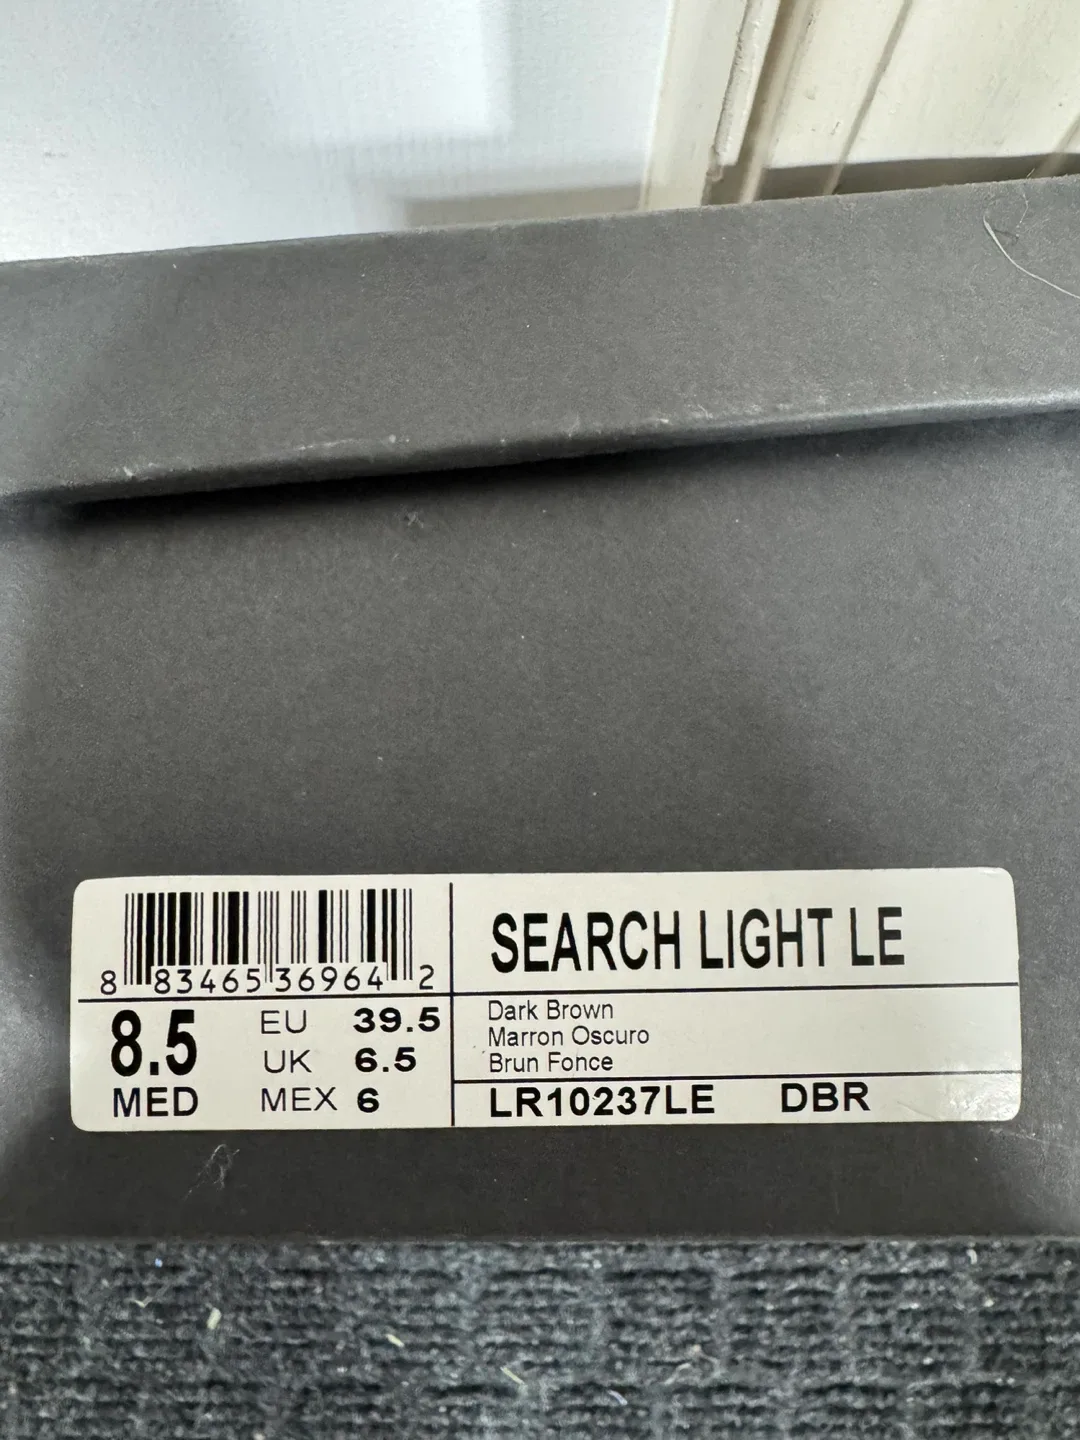 8 83465 36964 2
SEARCH LIGHT LE
8.5
MED
EU 39.5
UK 6.5
MEX 6
Dark Brown
Marron Oscuro
Brun Fonce
LR10237LE DBR